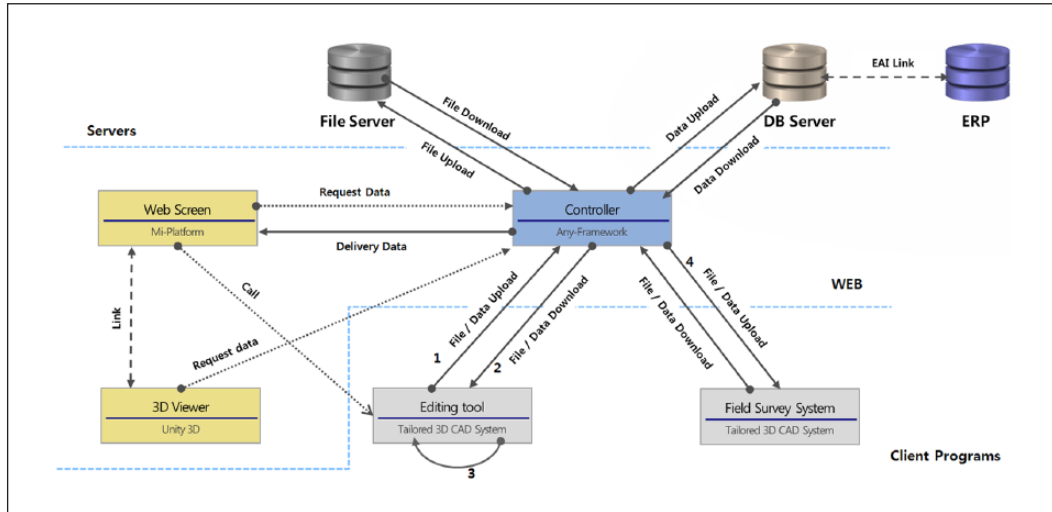 EAI Link
File Server
DB Server
ERP
File Download
File Upload
Data Upload
Data Download
Servers
Web Screen
Mi-Platform
Request Data
Delivery Data
Controller
Any-Framework
4
WEB
Link
Call
Request data
1
File / Data Upload
2
File / Data Download
File / Data Download
File / Data Upload
3D Viewer
Unity 3D
Editing tool
Tailored 3D CAD System
3
Field Survey System
Tailored 3D CAD System
Client Programs